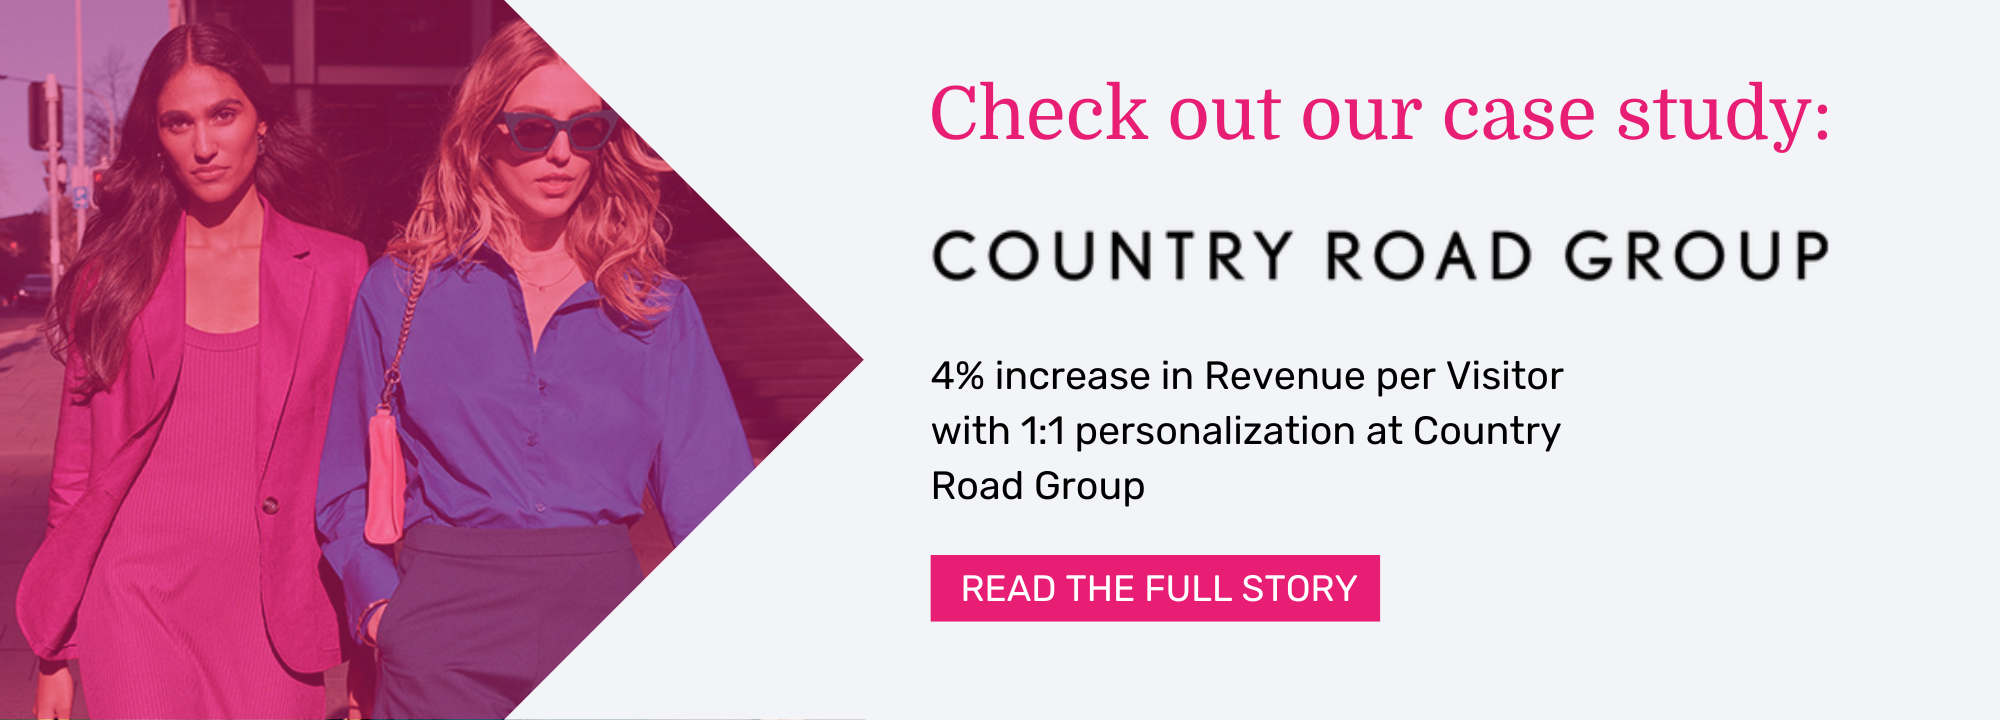 Check out our case study:
COUNTRY ROAD GROUP
4% increase in Revenue per Visitor
with 1:1 personalization at Country
Road Group
READ THE FULL STORY